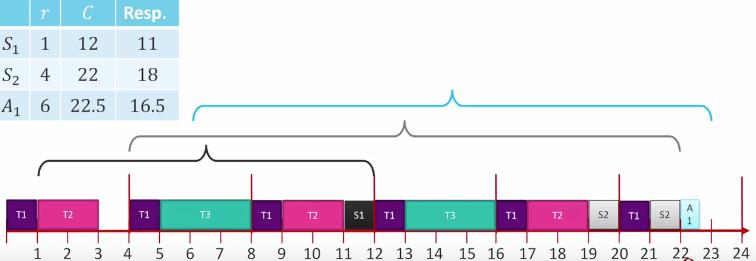 r C Resp.
S₁ 1 12 11
S₂ 4 22 18
A₁ 6 22.5 16.5
T1 T2 T1 T3 T1 T2 S1 T1 T3 T1 T2 S2 T1 S2 A1
1 2 3 4 5 6 7 8 9 10 11 12 13 14 15 16 17 18 19 20 21 22 23 24